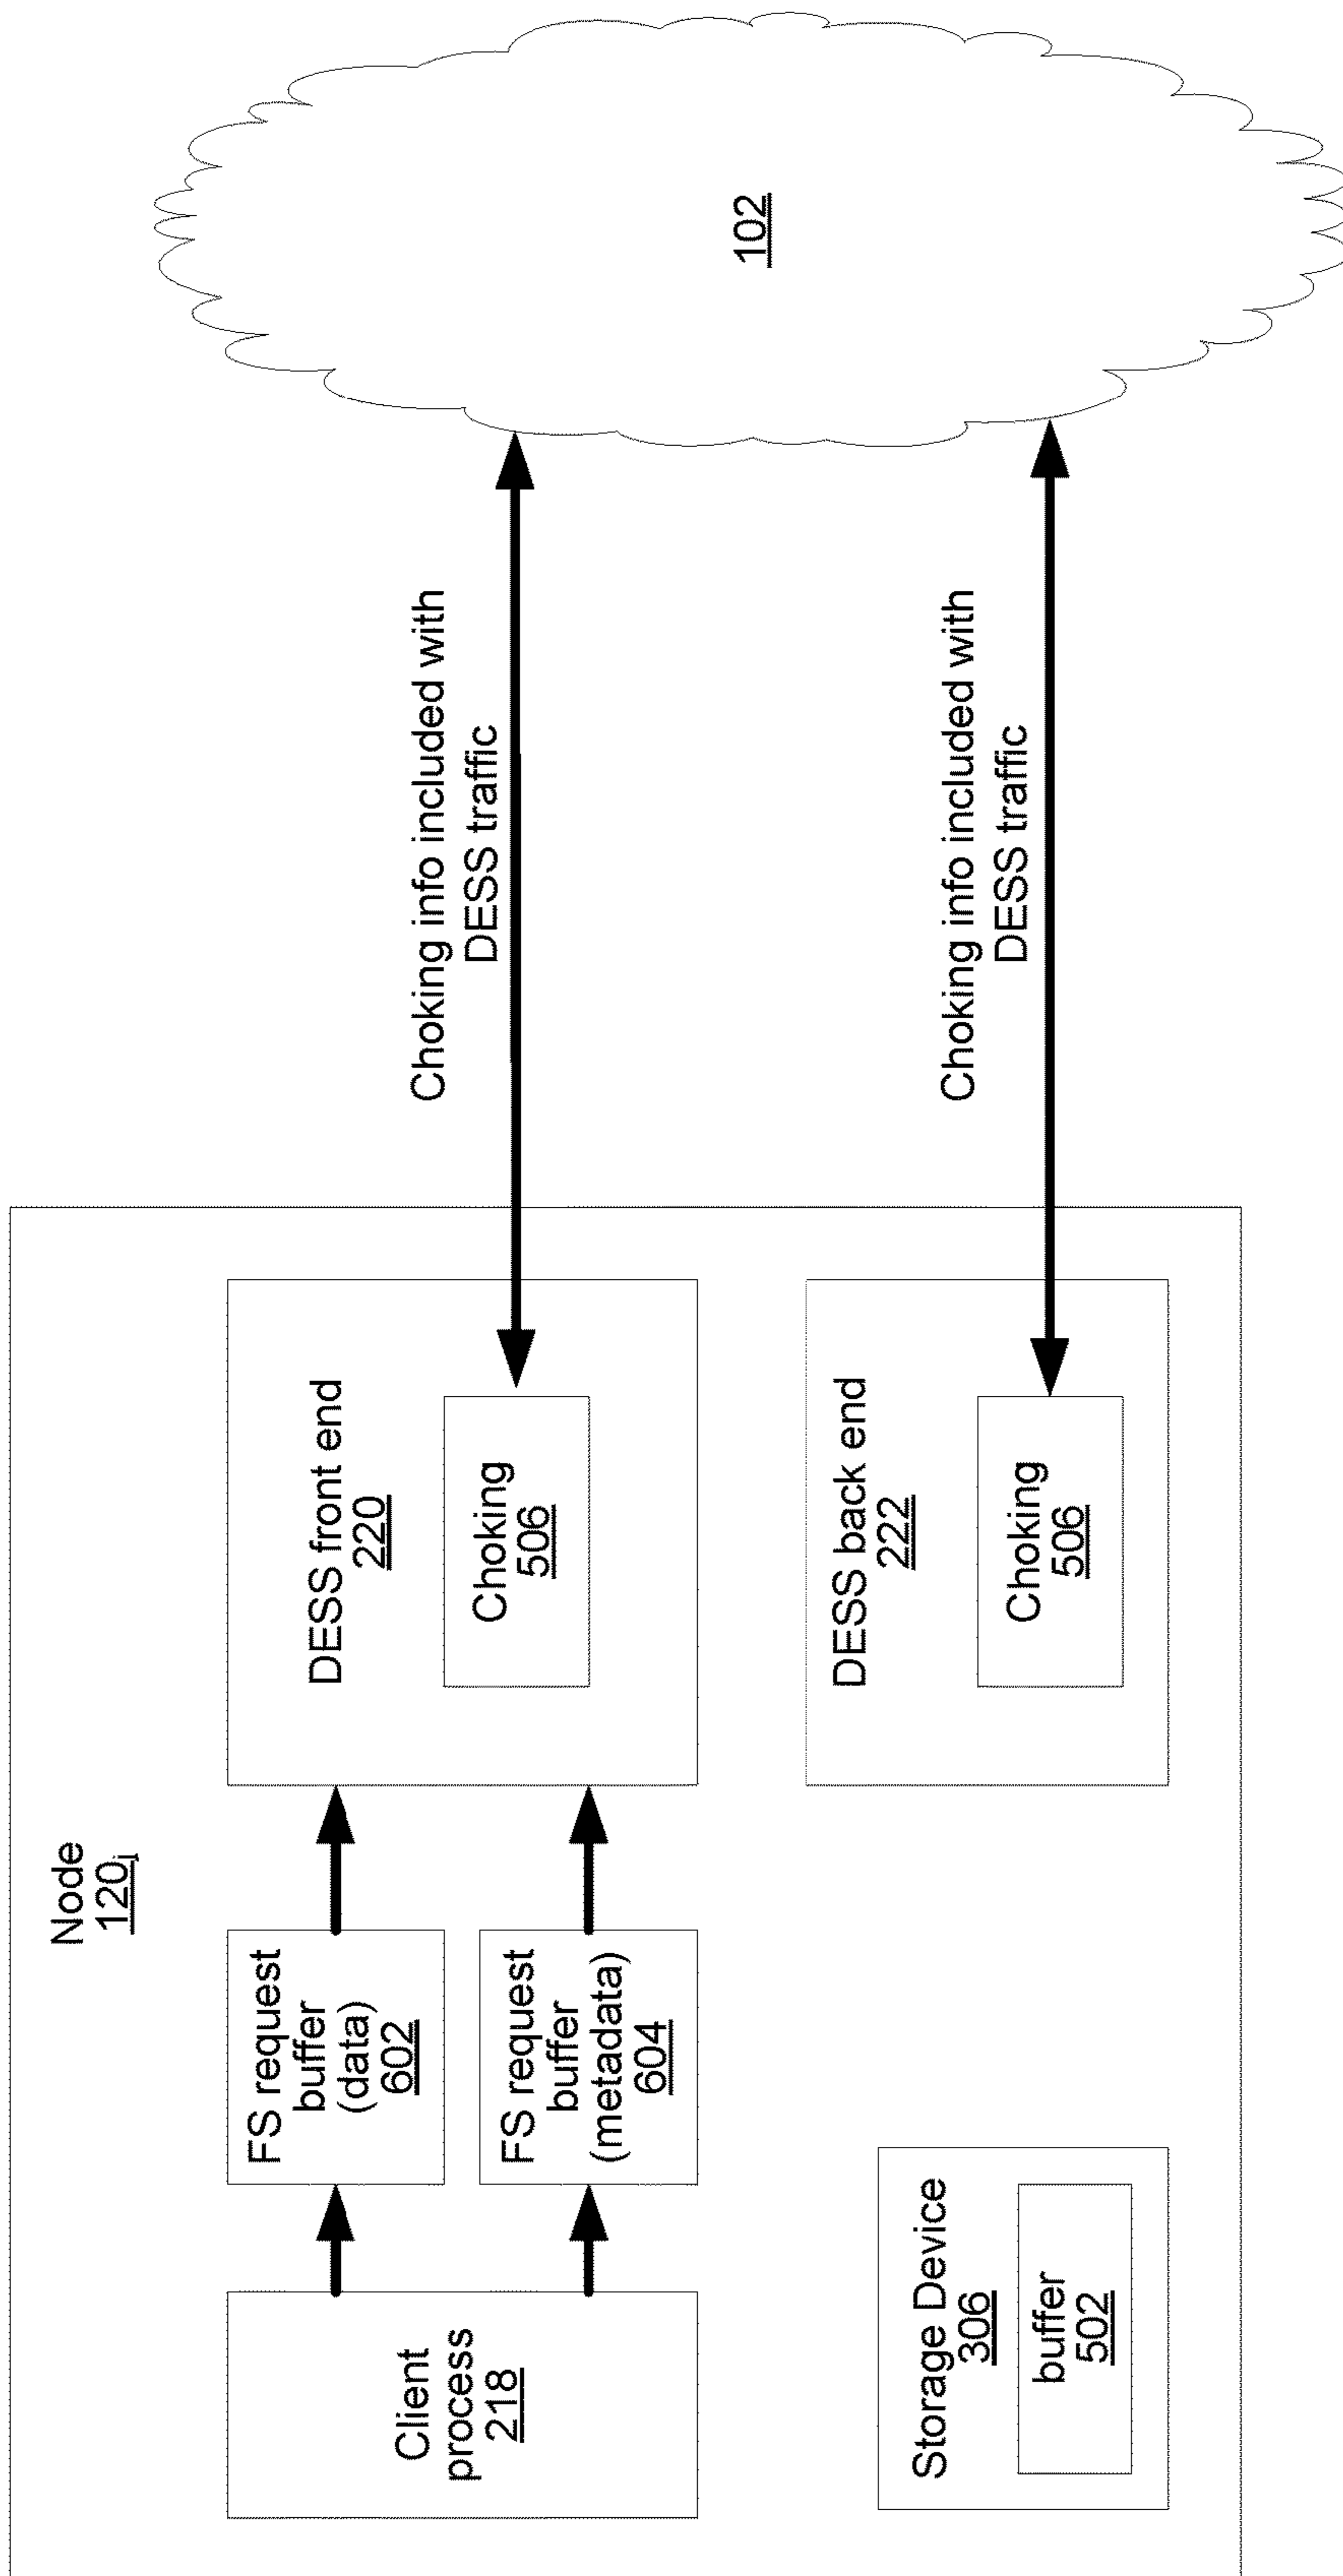 Node
120j
Client
process
218
FS request
buffer
(data)
602
FS request
buffer
(metadata)
604
DESS front end
220
Choking
506
Choking info included with
DESS traffic
102
Storage Device
306
buffer
502
DESS back end
222
Choking
506
Choking info included with
DESS traffic